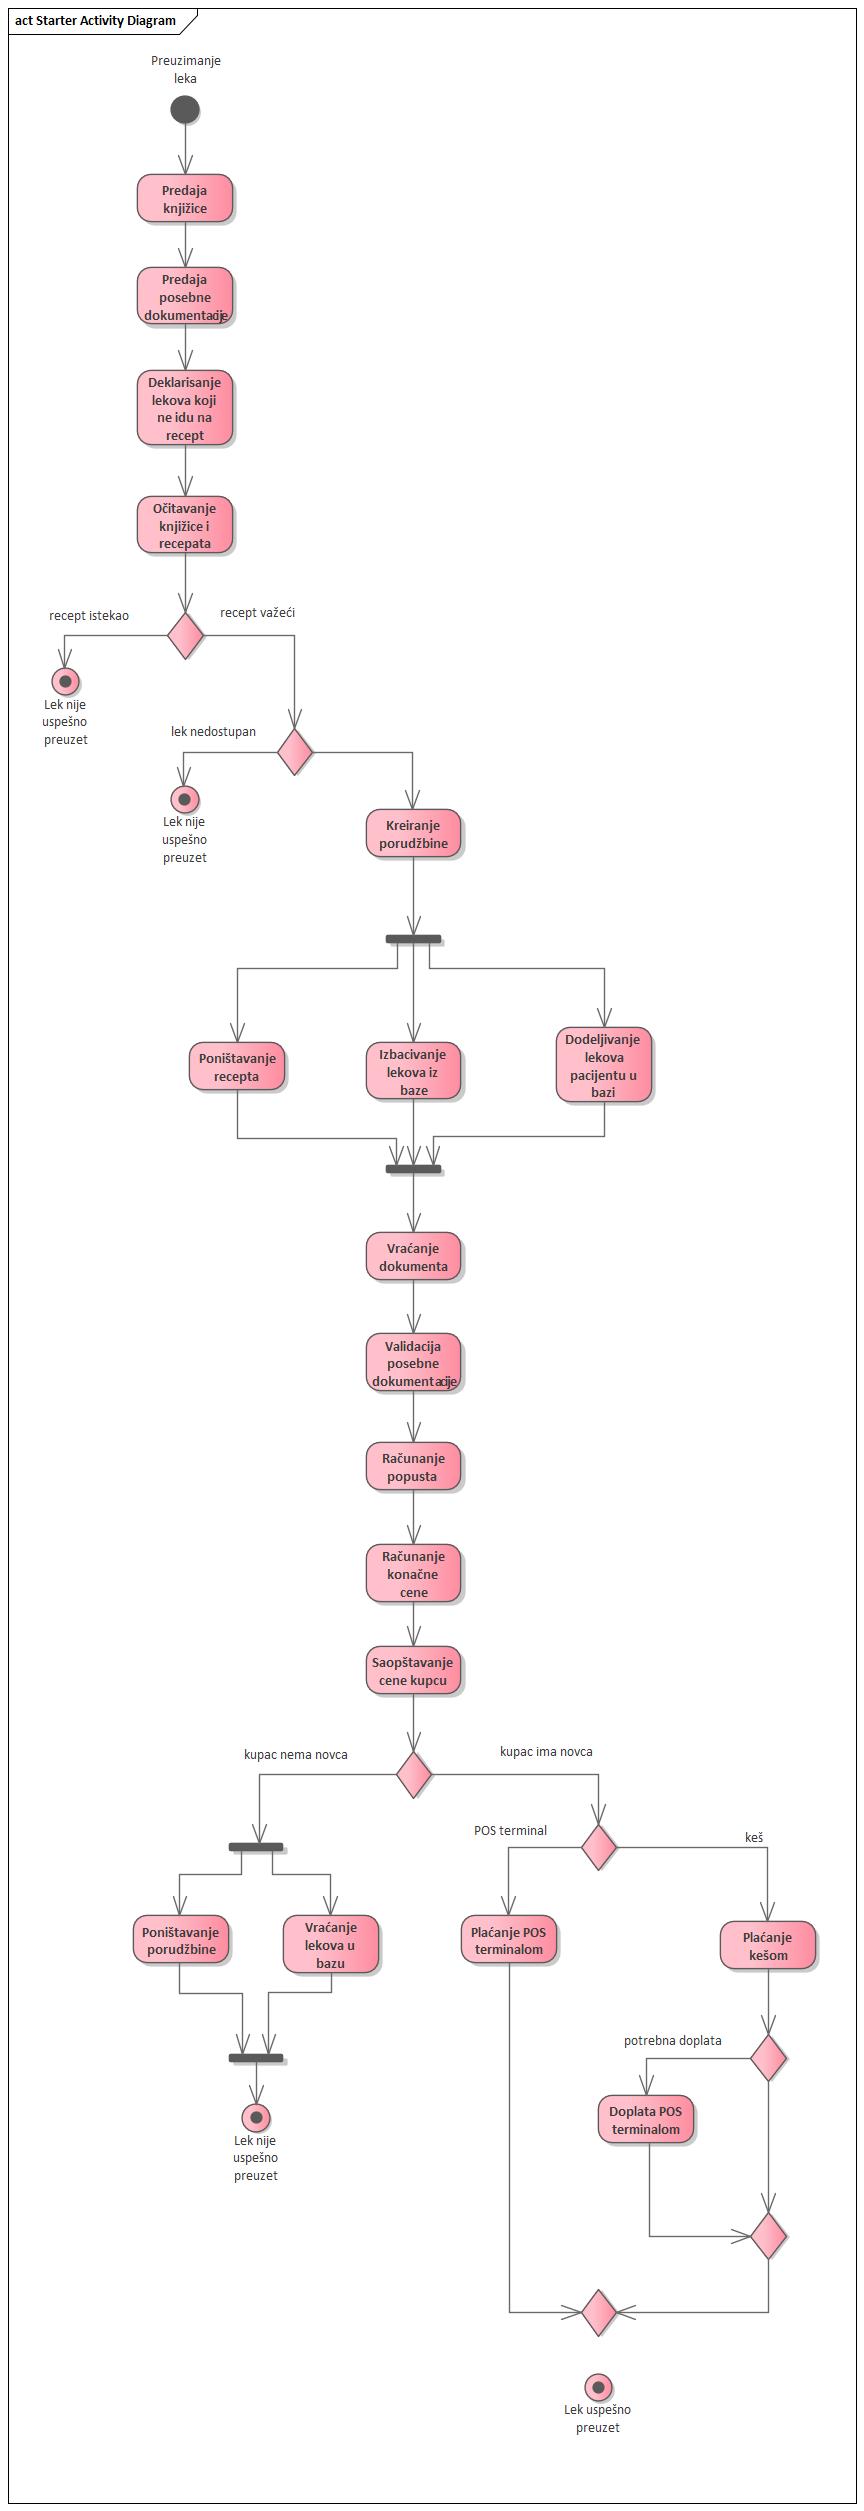 act Starter Activity Diagram
Preuzimanje
leka
Predaja
knjižice
Predaja
posebne
dokumentacije
Deklarisanje
lekova koji
ne idu na
recept
Očitavanje
knjižice i
recepata
recept istekao
recept važeći
Lek nije
uspešno
preuzet
lek nedostupan
Lek nije
uspešno
preuzet
Kreiranje
porudžbine
Poništavanje
recepta
Izbacivanje
lekova iz
baze
Dodeljivanje
lekova
pacijentu u
bazi
Vraćanje
dokumenta
Validacija
posebne
dokumentacije
Računanje
popusta
Računanje
konačne
cene
Saopštavanje
cene kupcu
kupac nema novca
kupac ima novca
POS terminal
keš
Poništavanje
porudžbine
Vraćanje
lekova u
bazu
Plaćanje POS
terminalom
Plaćanje
kešom
potrebna doplata
Doplata POS
terminalom
Lek nije
uspešno
preuzet
Lek uspešno
preuzet